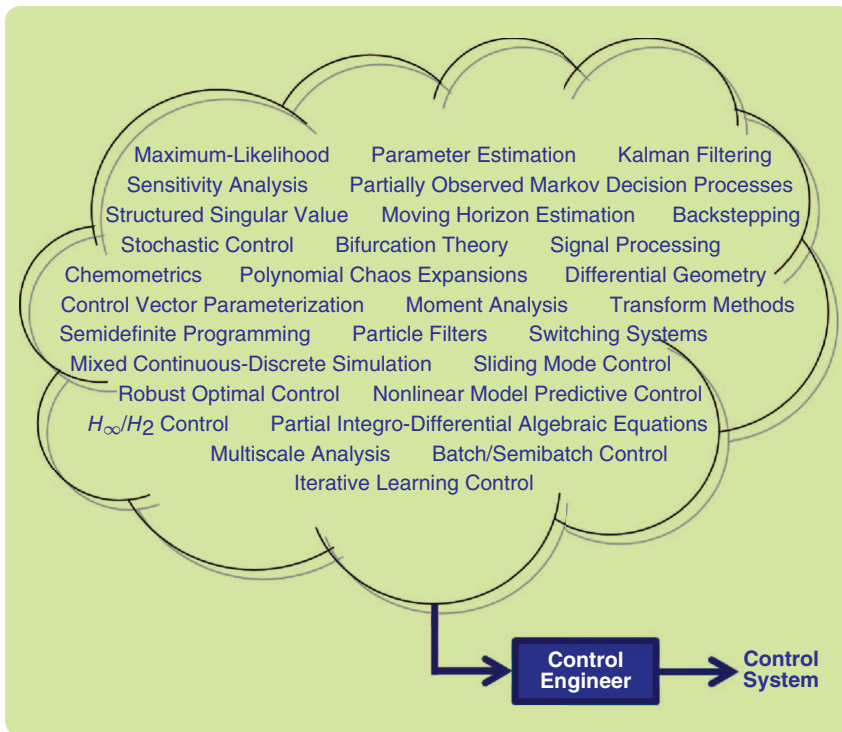 Maximum-Likelihood Parameter Estimation Kalman Filtering
Sensitivity Analysis Partially Observed Markov Decision Processes
Structured Singular Value Moving Horizon Estimation Backstepping
Stochastic Control Bifurcation Theory Signal Processing
Chemometrics Polynomial Chaos Expansions Differential Geometry
Control Vector Parameterization Moment Analysis Transform Methods
Semidefinite Programming Particle Filters Switching Systems
Mixed Continuous-Discrete Simulation Sliding Mode Control
Robust Optimal Control Nonlinear Model Predictive Control
H∞/H2 Control Partial Integro-Differential Algebraic Equations
Multiscale Analysis Batch/Semibatch Control
Iterative Learning Control
Control
Engineer
Control
System